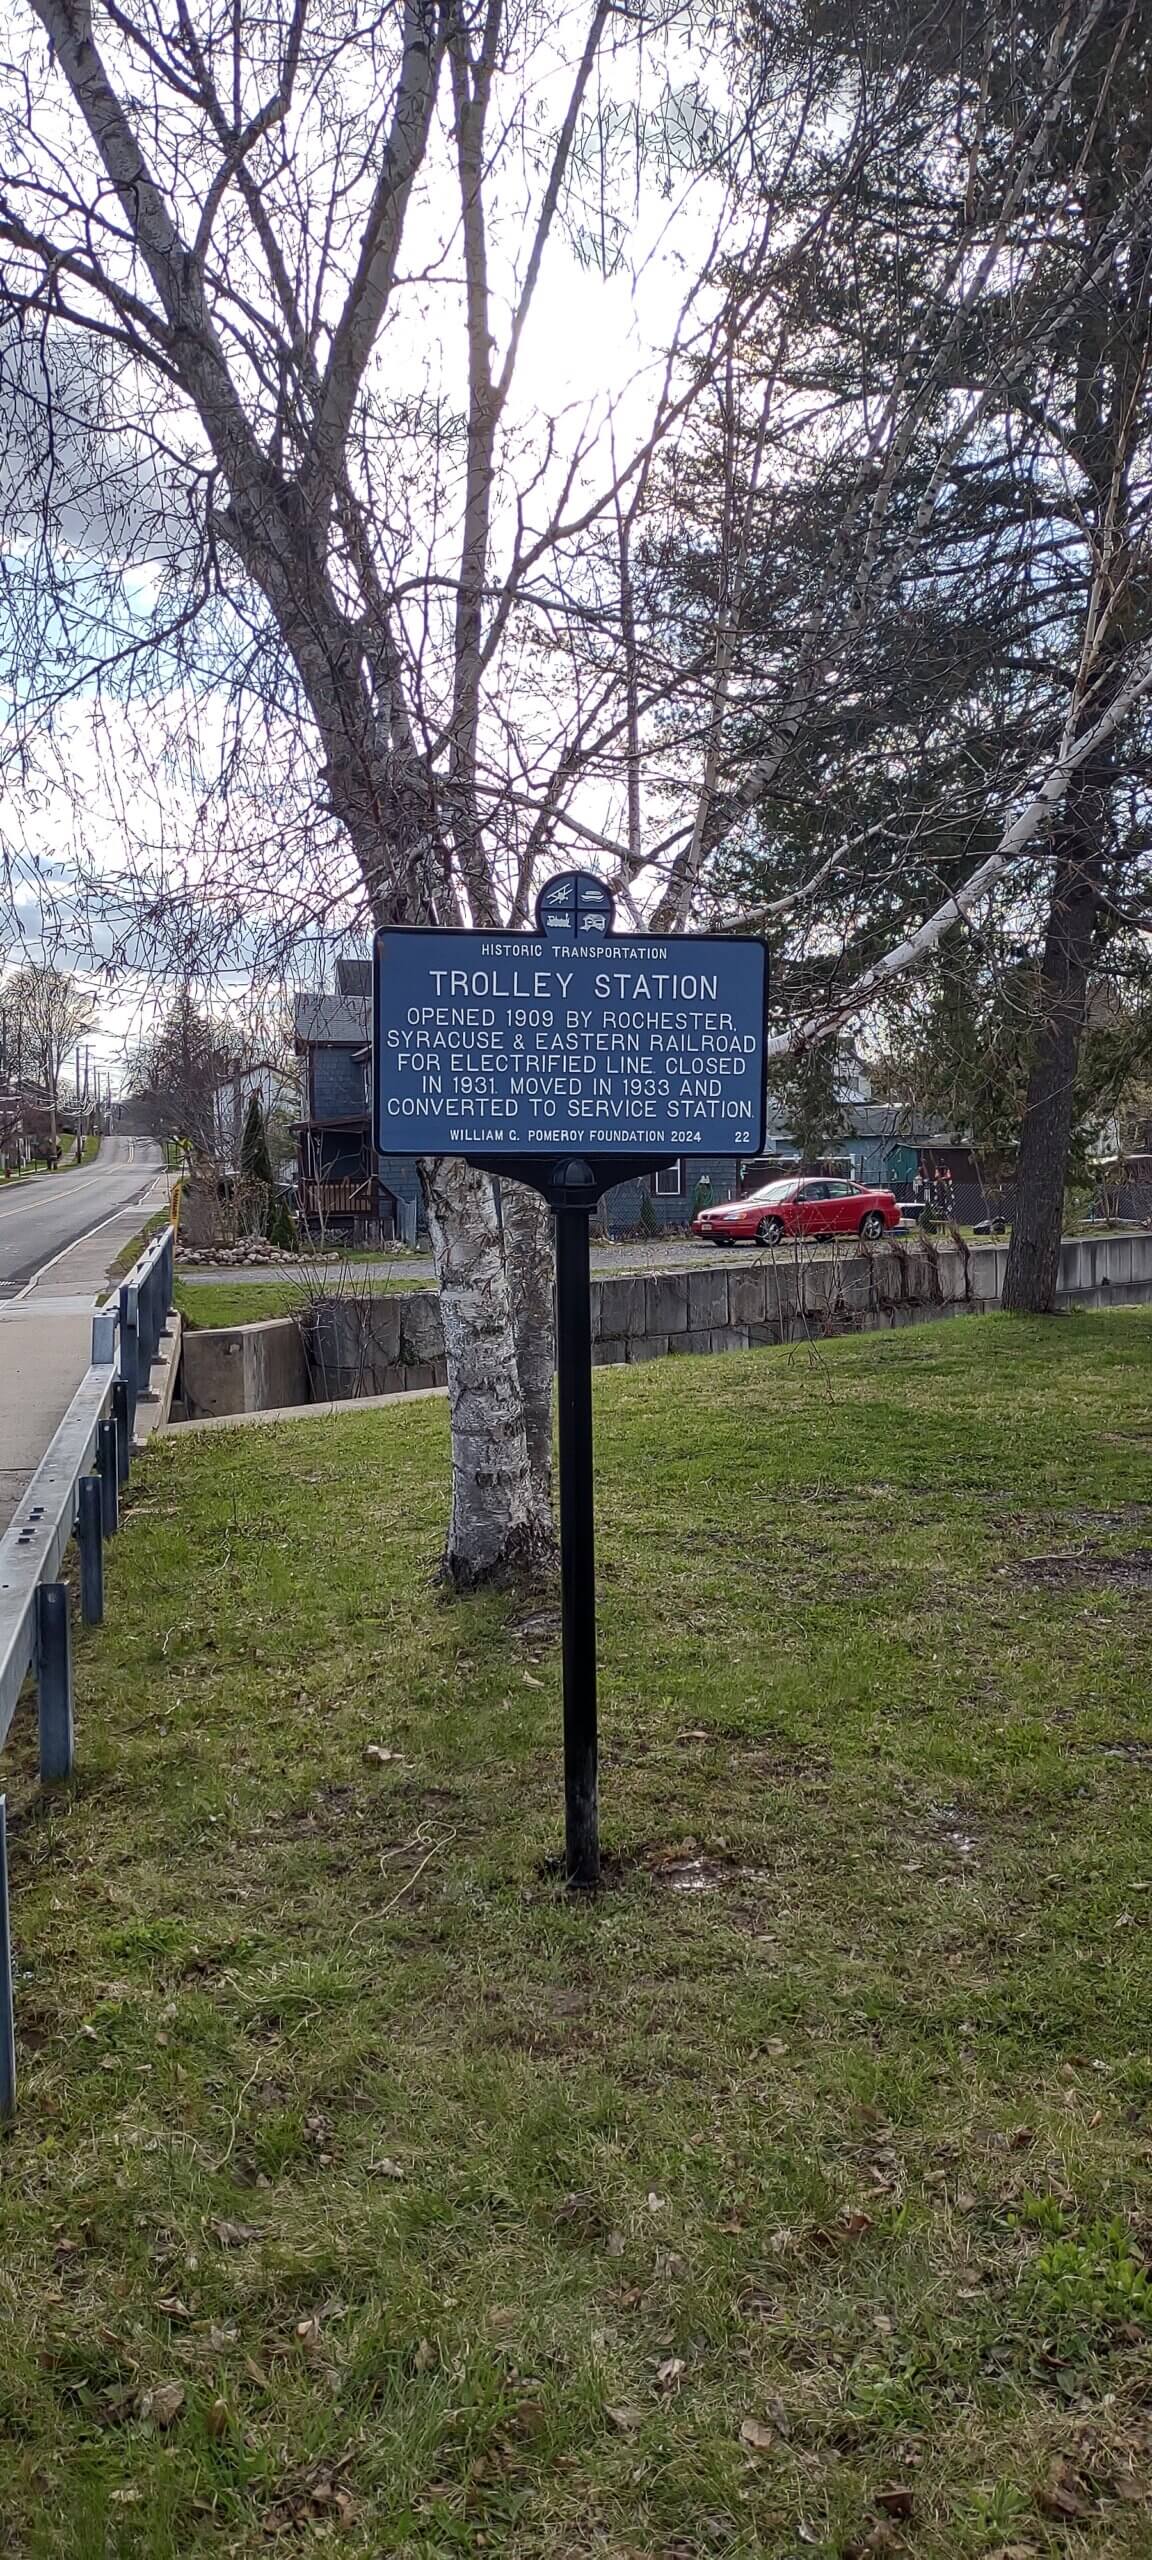 HISTORIC TRANSPORTATION
TROLLEY STATION
OPENED 1909 BY ROCHESTER,
SYRACUSE & EASTERN RAILROAD
FOR ELECTRIFIED LINE. CLOSED
IN 1931. MOVED IN 1933 AND
CONVERTED TO SERVICE STATION.
WILLIAM G. POMEROY FOUNDATION 2024 22